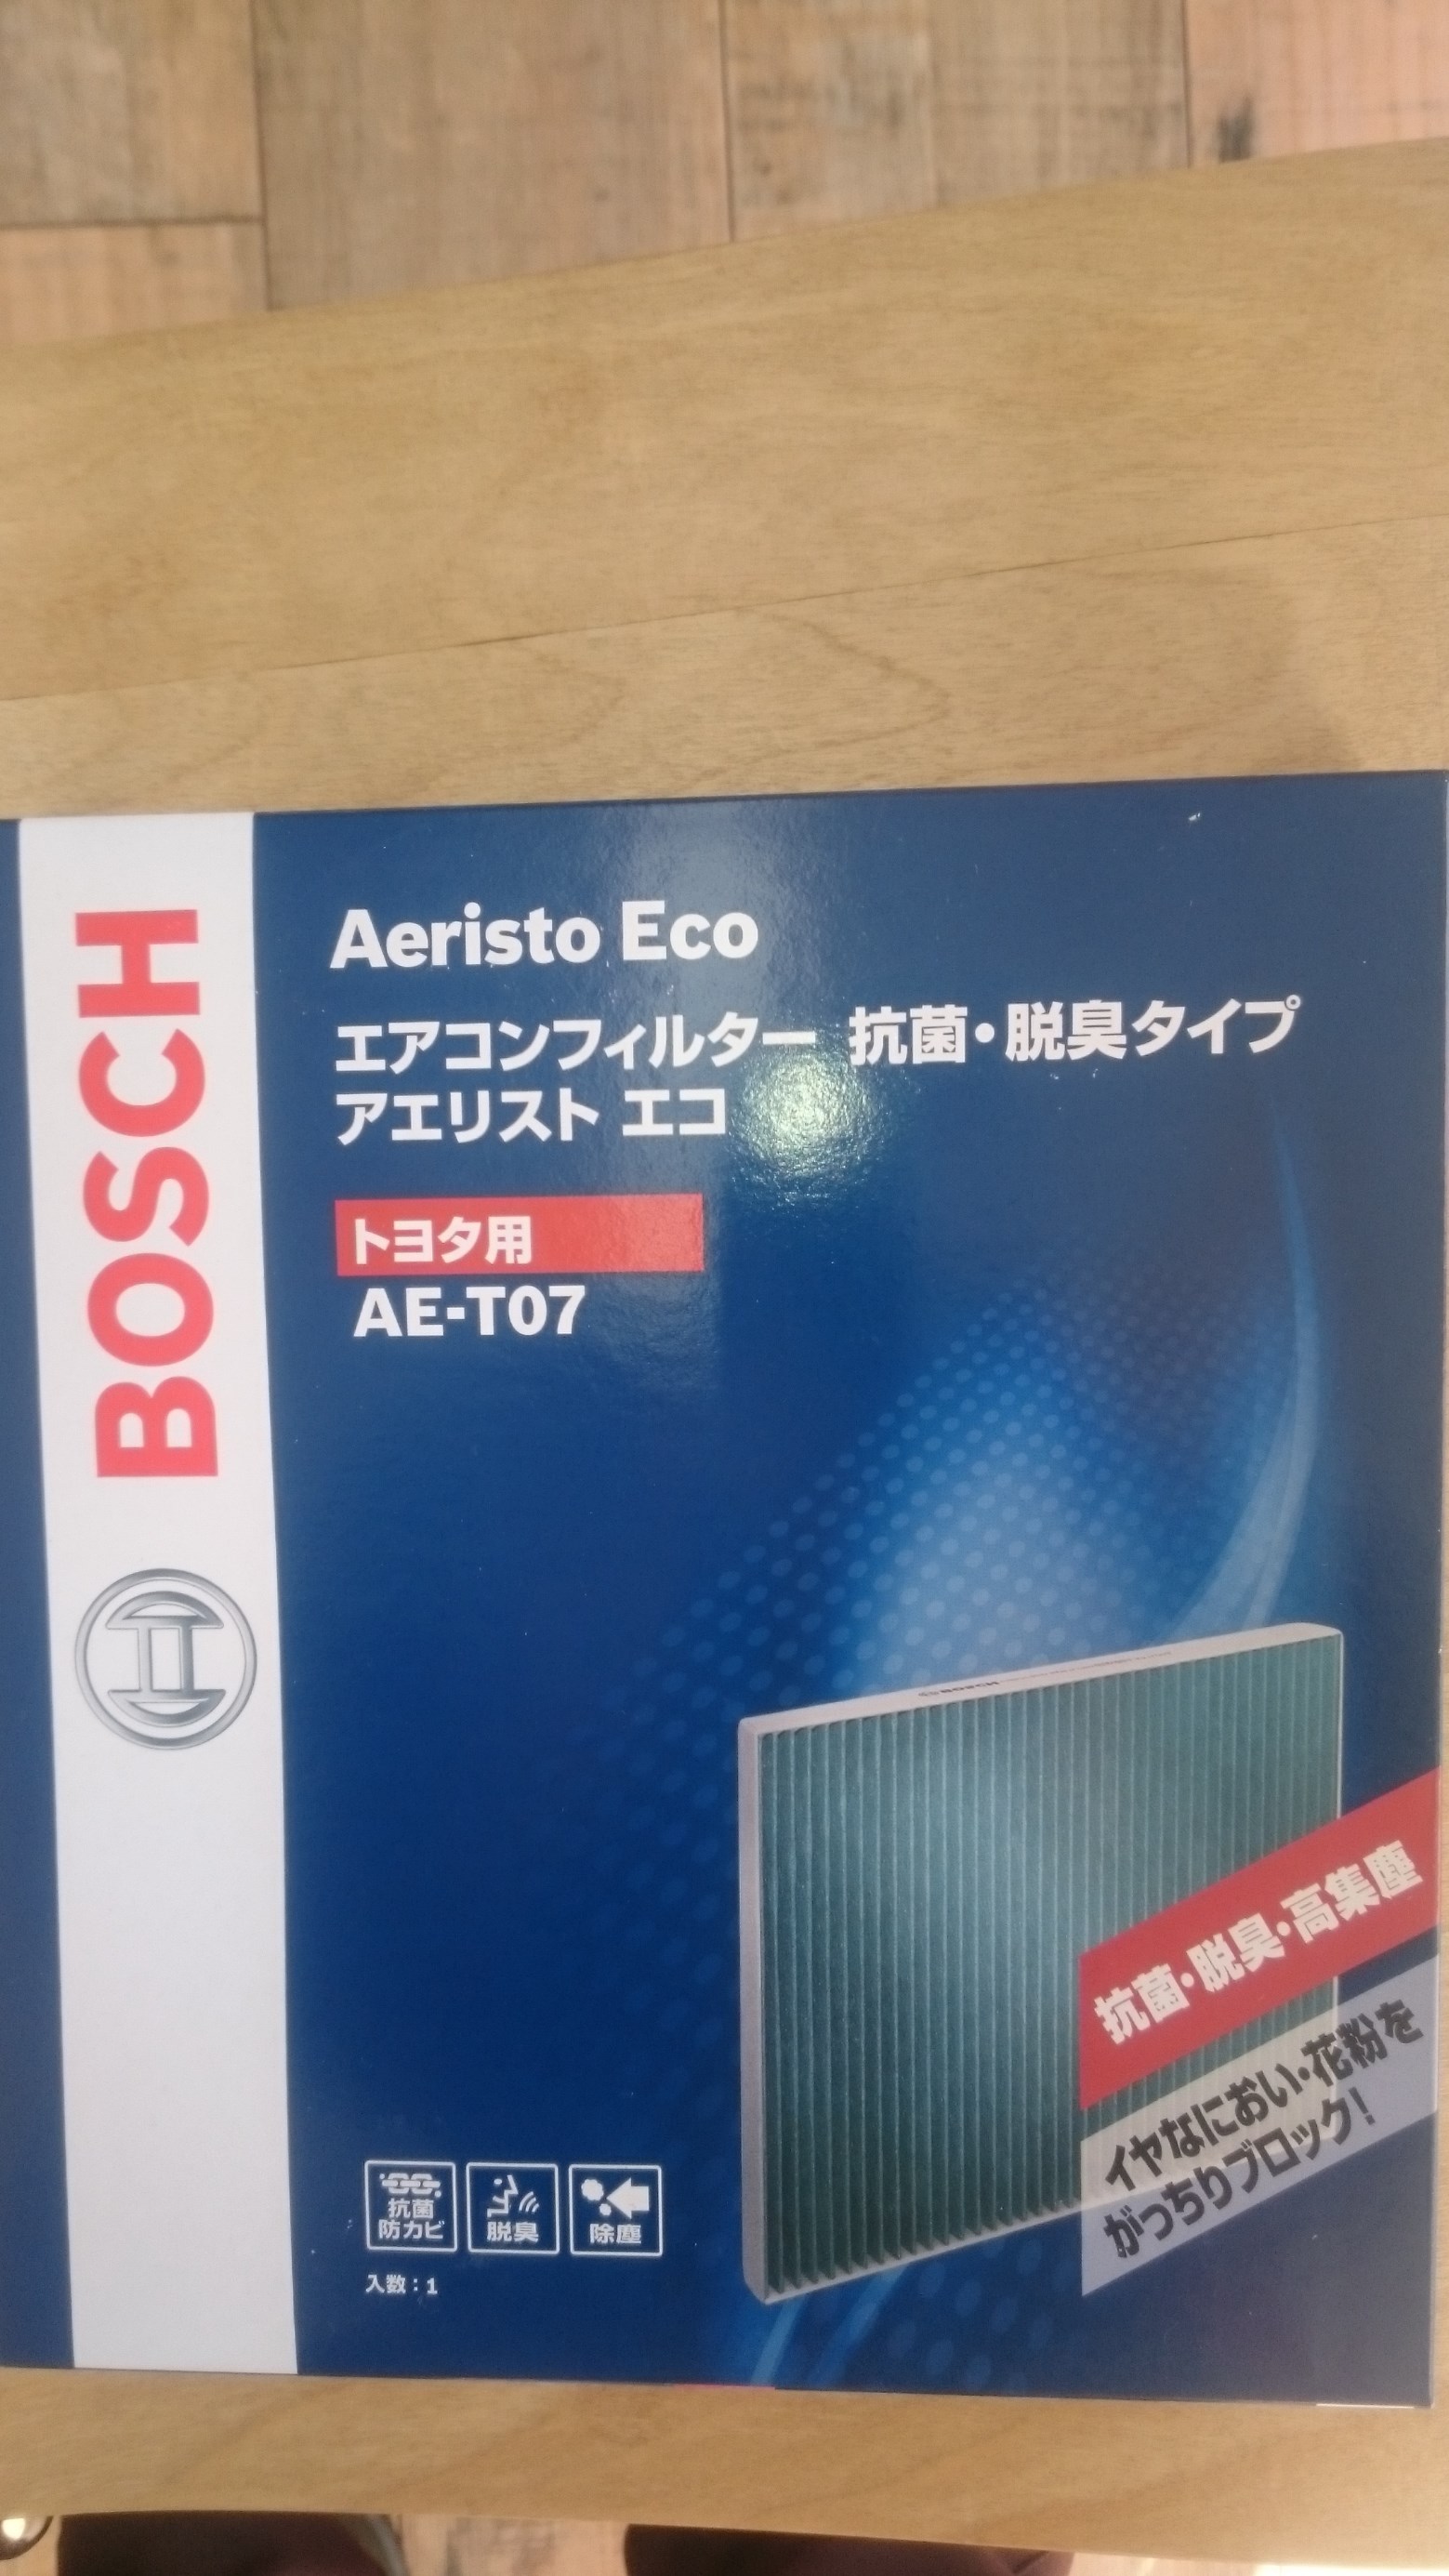 BOSCH
Aeristo Eco
エアコンフィルター 抗菌・脱臭タイプ
アエリスト エコ
トヨタ用
AE-T07
抗菌・脱臭・高集塵
イヤなにおい・花粉を
がっちりブロック!
抗菌
防カビ
脱臭
除塵
入数：1